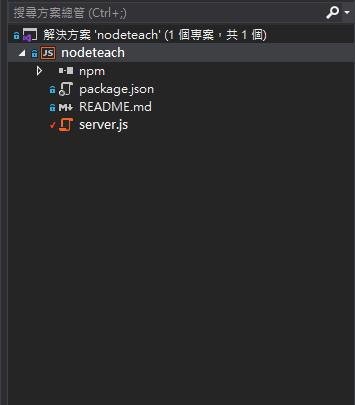 搜尋方案總管 (Ctrl+;)
解決方案 'nodeteach' (1 個專案，共 1 個)
JS nodeteach
npm
package.json
README.md
server.js